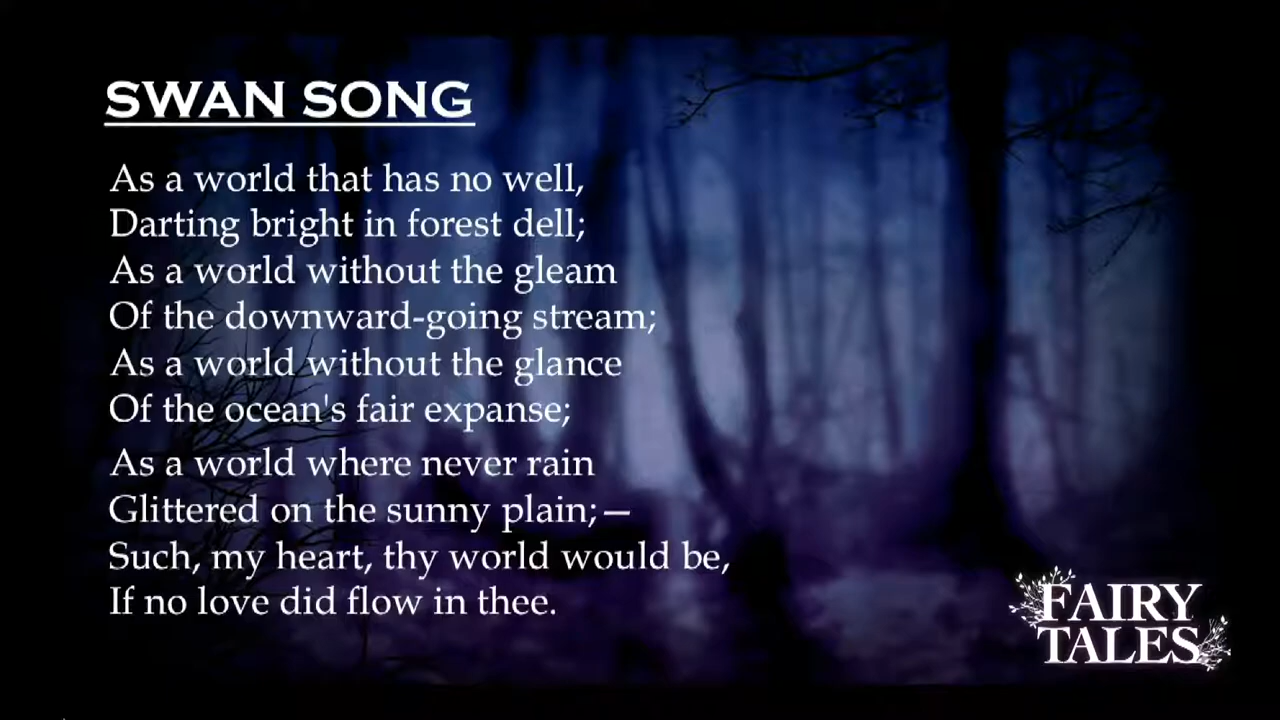 SWAN SONG
As a world that has no well,
Darting bright in forest dell;
As a world without the gleam
Of the downward-going stream;
As a world without the glance
Of the ocean's fair expanse;
As a world where never rain
Glittered on the sunny plain;—
Such, my heart, thy world would be,
If no love did flow in thee.
FAIRY
TALES